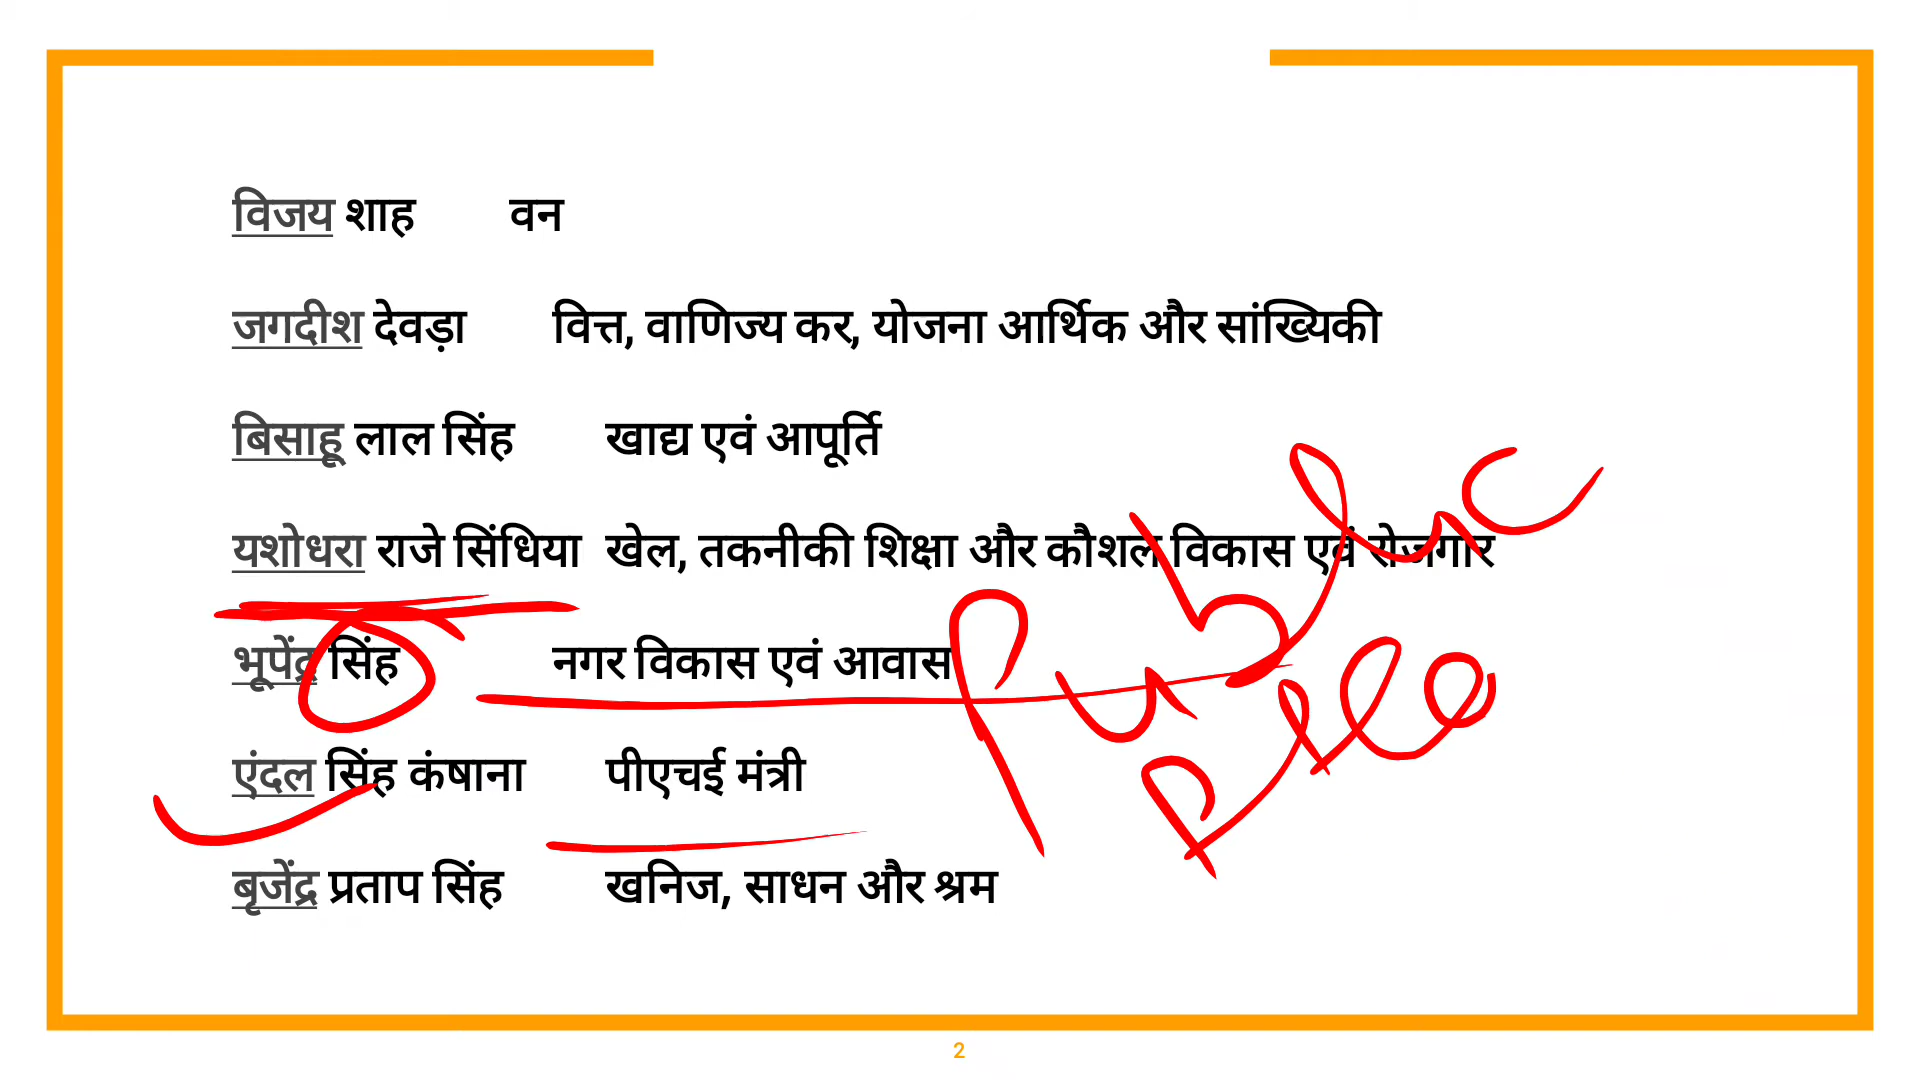 विजय शाह वन
जगदीश देवड़ा वित्त, वाणिज्य कर, योजना आर्थिक और सांख्यिकी
बिसाहू लाल सिंह खाद्य एवं आपूर्ति
यशोधरा राजे सिंधिया खेल, तकनीकी शिक्षा और कौशल विकास एवं रोजगार
भूपेंद्र सिंह नगर विकास एवं आवास
एंदल सिंह कंषाना पीएचई मंत्री
बृजेंद्र प्रताप सिंह खनिज, साधन और श्रम
Public
2